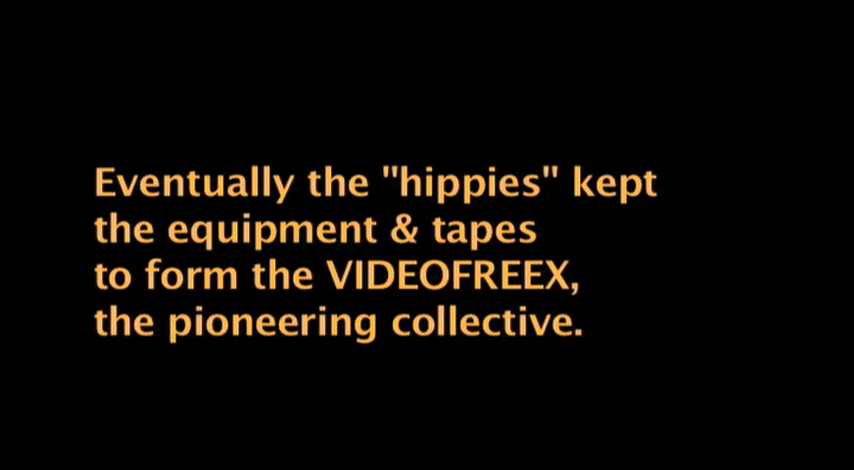 Eventually the "hippies" kept
the equipment & tapes
to form the VIDEOFREEX,
the pioneering collective.